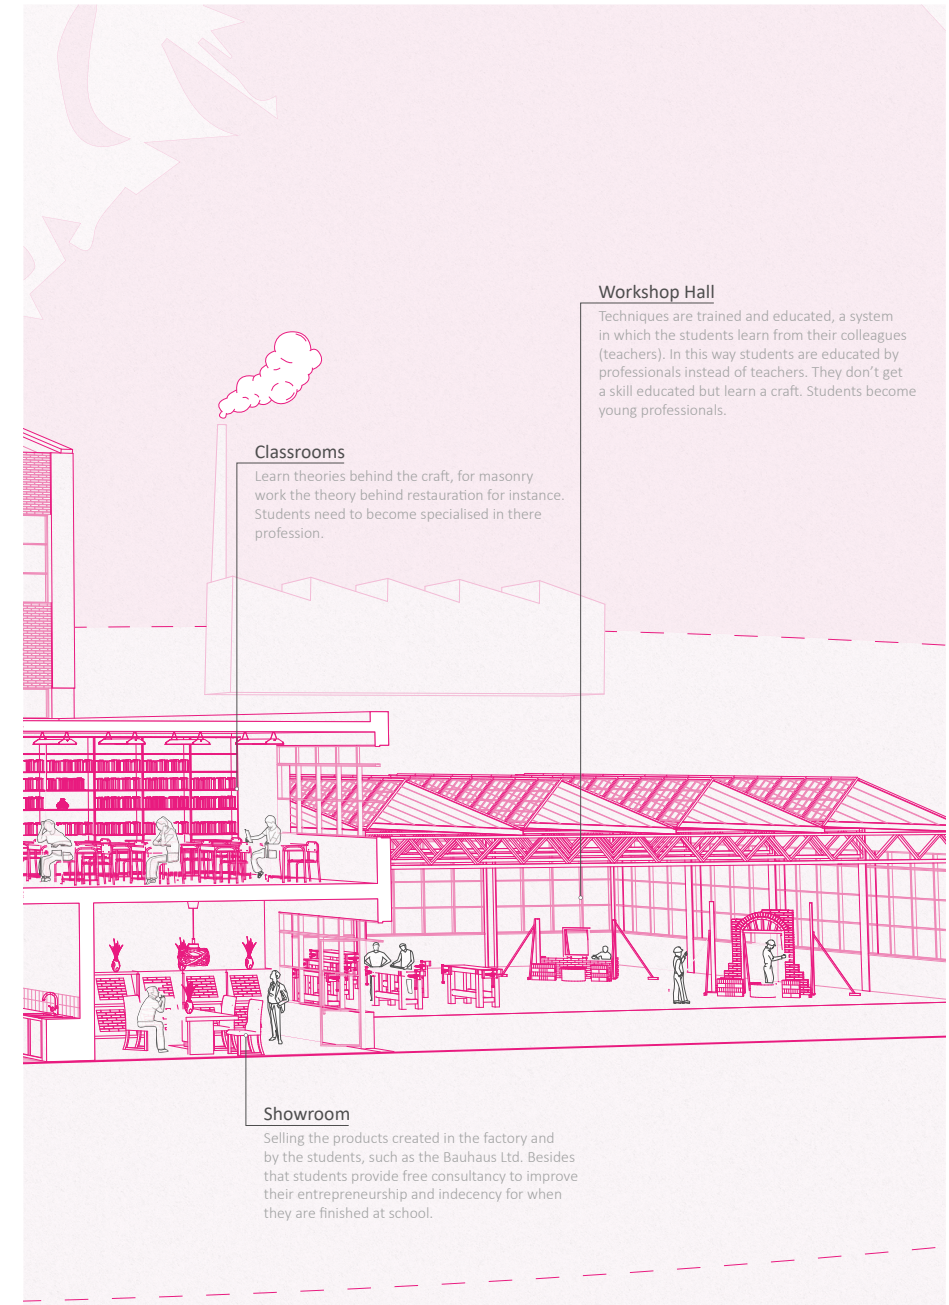 Workshop Hall
Techniques are trained and educated, a system
in which the students learn from their colleagues
(teachers). In this way students are educated by
professionals instead of teachers. They don't get
a skill educated but learn a craft. Students become
young professionals.
Classrooms
Learn theories behind the craft, for masonry
work the theory behind restauration for instance.
Students need to become specialised in there
profession.
Showroom
Selling the products created in the factory and
by the students, such as the Bauhaus Ltd. Besides
that students provide free consultancy to improve
their entrepreneurship and indecency for when
they are finished at school.